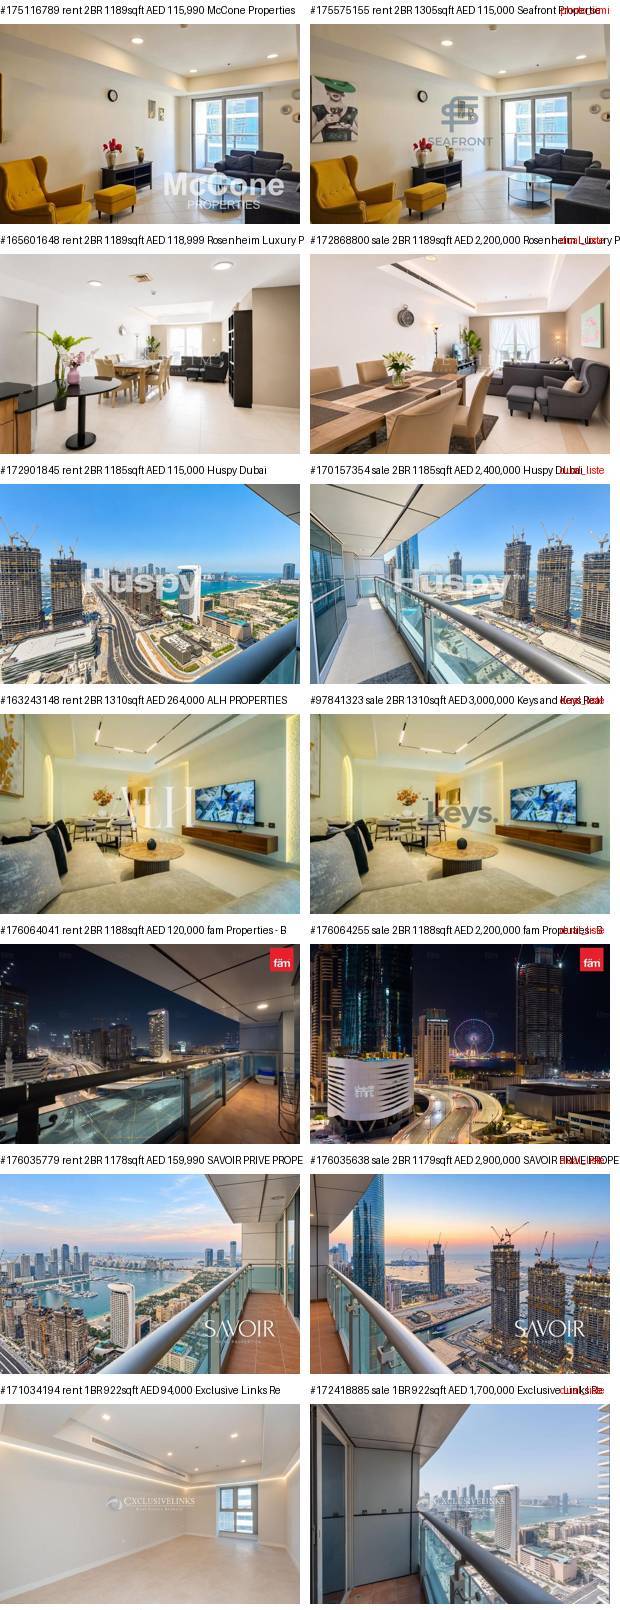 #175116789 rent 2BR 1189sqft AED 115,990 McCone Properties
#175575155 rent 2BR 1305sqft AED 115,000 Seafront
McCone
PROPERTIES
SEAFRONT
PROPERTIES
#165601648 rent 2BR 1189sqft AED 118,999 Rosenheim Luxury P
#172868800 sale 2BR 1189sqft AED 2,200,000 Rosenheim Luxury P
#172901845 rent 2BR 1185sqft AED 115,000 Huspy Dubai
#170157354 sale 2BR 1185sqft AED 2,400,000 Huspy Dubai
Huspy
Huspy
#163243148 rent 2BR 1310sqft AED 264,000 ALH PROPERTIES
#97841323 sale 2BR 1310sqft AED 3,000,000 Keys and
ALH
keys.
#176064041 rent 2BR 1188sqft AED 120,000 fam Properties - B
#176064255 sale 2BR 1188sqft AED 2,200,000 fam Properties - B
fäm
fäm
#176035779 rent 2BR 1178sqft AED 159,990 SAVOIR PRIVE PROPE
#176035638 sale 2BR 1179sqft AED 2,900,000 SAVOIR PRIVE PROPE
SAVOIR
SAVOIR
#171034194 rent 1BR 922sqft AED 94,000 Exclusive Links Re
#172418885 sale 1BR 922sqft AED 1,700,000 Exclusive Links Re
EXCLUSIVELINKS
EXCLUSIVELINKS